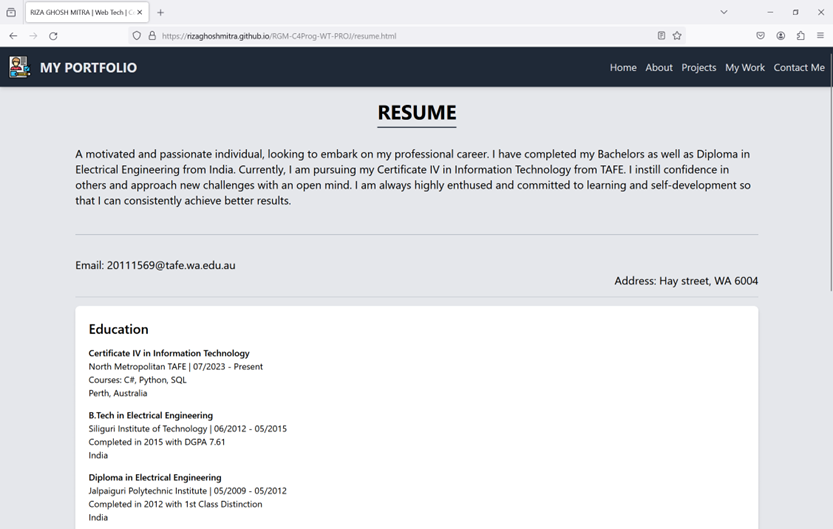 RIZA GHOSH MITRA | Web Tech | C
https://rizaghoshmitra.github.io/RGM-C4Prog-WT-PROJ/resume.html
MY PORTFOLIO
Home About Projects My Work Contact Me
RESUME
A motivated and passionate individual, looking to embark on my professional career. I have completed my Bachelors as well as Diploma in
Electrical Engineering from India. Currently, I am pursuing my Certificate IV in Information Technology from TAFE. I instill confidence in
others and approach new challenges with an open mind. I am always highly enthused and committed to learning and self-development so
that I can consistently achieve better results.
Email: 20111569@tafe.wa.edu.au
Address: Hay street, WA 6004
Education
Certificate IV in Information Technology
North Metropolitan TAFE | 07/2023 - Present
Courses: C#, Python, SQL
Perth, Australia
B.Tech in Electrical Engineering
Siliguri Institute of Technology | 06/2012 - 05/2015
Completed in 2015 with DGPA 7.61
India
Diploma in Electrical Engineering
Jalpaiguri Polytechnic Institute | 05/2009 - 05/2012
Completed in 2012 with 1st Class Distinction
India